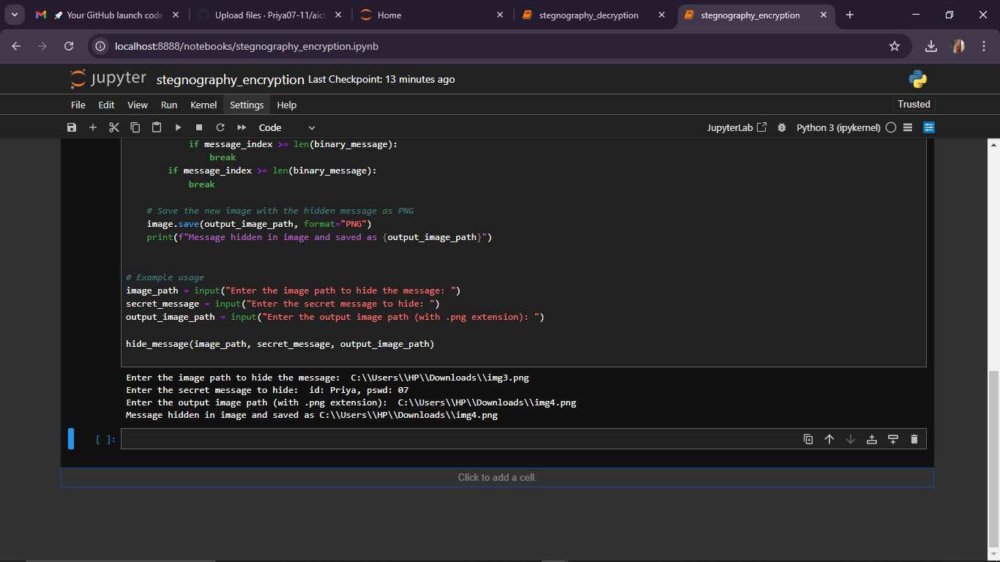 Your GitHub launch code
Upload files · Priya07-11/aict
Home
stegnography_decryption
stegnography_encryption
localhost:8888/notebooks/stegnography_encryption.ipynb
jupyter stegnography_encryption Last Checkpoint: 13 minutes ago
File Edit View Run Kernel Settings Help Trusted
Code JupyterLab Python 3 (ipykernel)
if message_index >= len(binary_message):
break
if message_index >= len(binary_message):
break
# Save the new image with the hidden message as PNG
image.save(output_image_path, format="PNG")
print(f"Message hidden in image and saved as {output_image_path}")
# Example usage
image_path = input("Enter the image path to hide the message: ")
secret_message = input("Enter the secret message to hide: ")
output_image_path = input("Enter the output image path (with .png extension): ")
hide_message(image_path, secret_message, output_image_path)
Enter the image path to hide the message:  C:\\Users\\HP\\Downloads\\img3.png
Enter the secret message to hide:  id: Priya, pswd: 07
Enter the output image path (with .png extension):  C:\\Users\\HP\\Downloads\\img4.png
Message hidden in image and saved as C:\\Users\\HP\\Downloads\\img4.png
[ ]:
Click to add a cell.